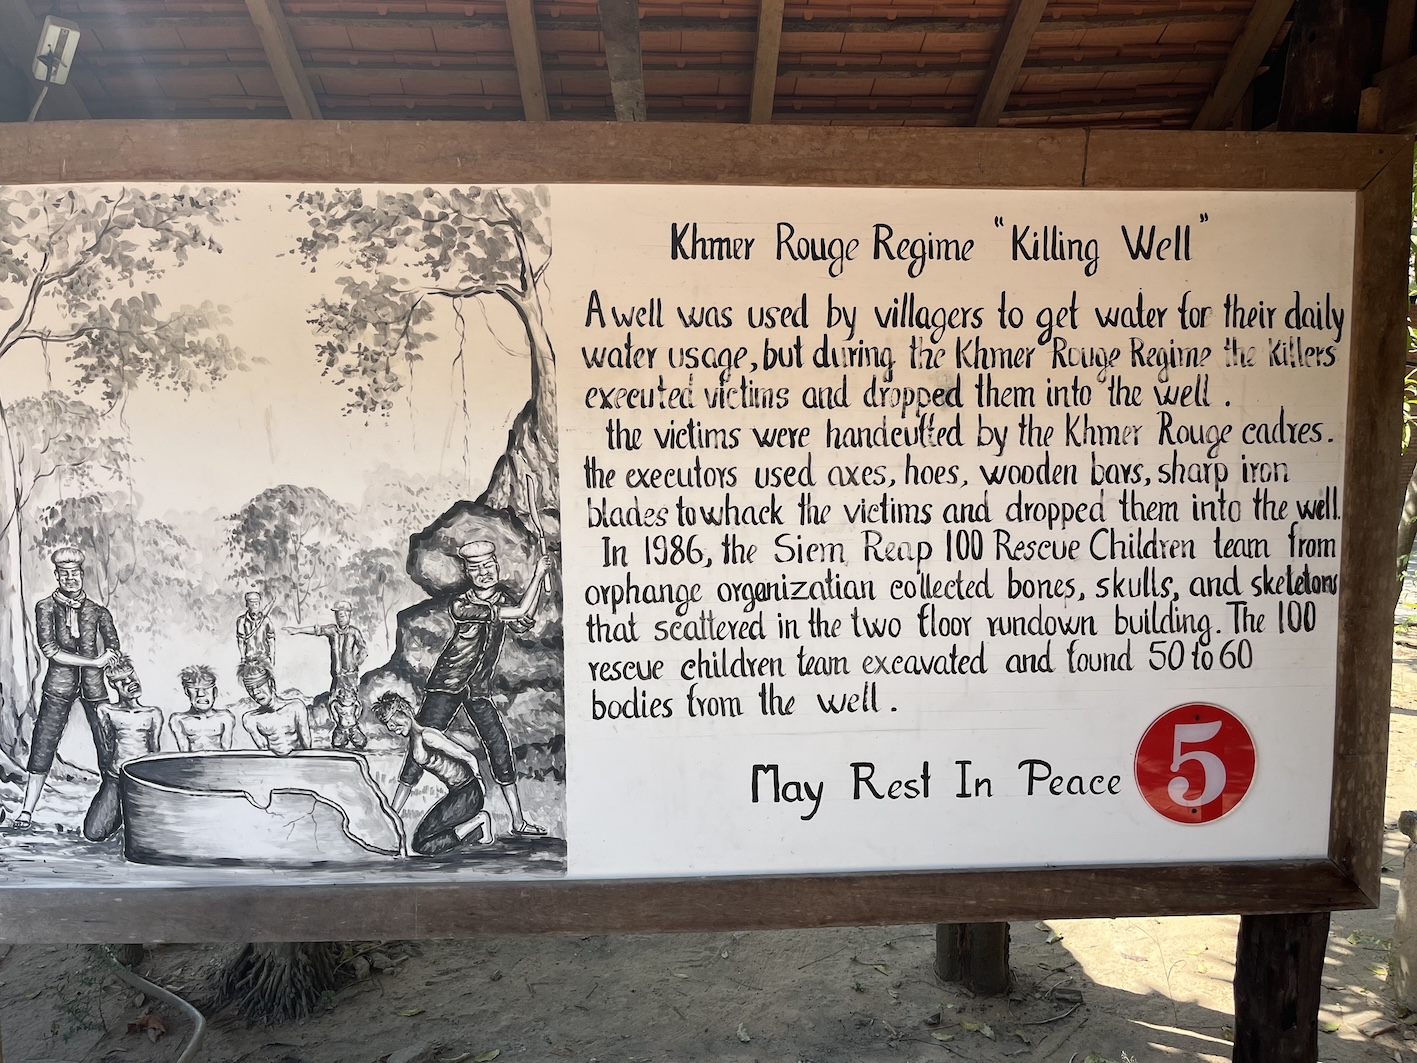 Khmer Rouge Regime "Killing Well"
A well was used by villagers to get water for their daily
water usage, but during the Khmer Rouge Regime the killers
executed victims and dropped them into the well.
the victims were handcuffed by the Khmer Rouge cadres.
the executors used axes, hoes, wooden bars, sharp iron
blades to whack the victims and dropped them into the well.
In 1986, the Siem Reap 100 Rescue Children team from
orphange organization collected bones, skulls, and skeletons
that scattered in the two floor rundown building. The 100
rescue children team excavated and found 50 to 60
bodies from the well.
May Rest In Peace
5